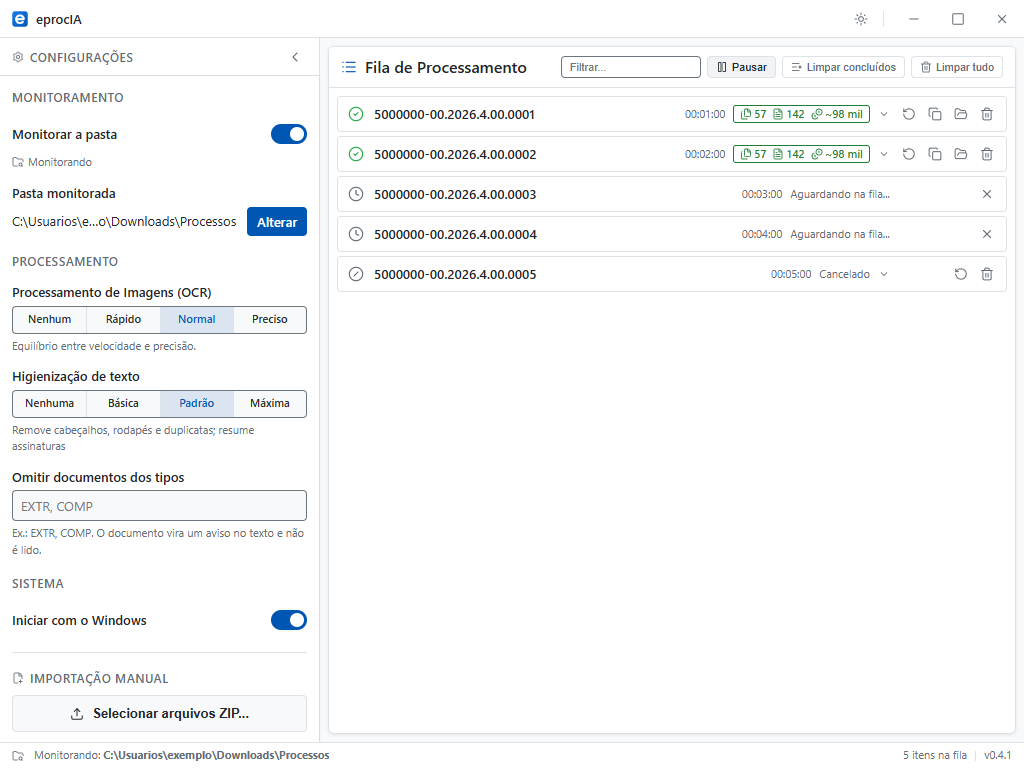 eprocIA
CONFIGURAÇÕES
MONITORAMENTO
Monitorar a pasta
Monitorando
Pasta monitorada
C:\Usuarios\e...o\Downloads\Processos Alterar
PROCESSAMENTO
Processamento de Imagens (OCR)
Nenhum Rápido Normal Preciso
Equilíbrio entre velocidade e precisão.
Higienização de texto
Nenhuma Básica Padrão Máxima
Remove cabeçalhos, rodapés e duplicatas; resume
assinaturas
Omitir documentos dos tipos
EXTR, COMP
Ex.: EXTR, COMP. O documento vira um aviso no texto e não
é lido.
SISTEMA
Iniciar com o Windows
IMPORTAÇÃO MANUAL
Selecionar arquivos ZIP...
Fila de Processamento Filtrar... Pausar Limpar concluídos Limpar tudo
5000000-00.2026.4.00.0001 00:01:00 57 142 ~98 mil
5000000-00.2026.4.00.0002 00:02:00 57 142 ~98 mil
5000000-00.2026.4.00.0003 00:03:00 Aguardando na fila...
5000000-00.2026.4.00.0004 00:04:00 Aguardando na fila...
5000000-00.2026.4.00.0005 00:05:00 Cancelado
Monitorando: C:\Usuarios\exemplo\Downloads\Processos 5 itens na fila v0.4.1